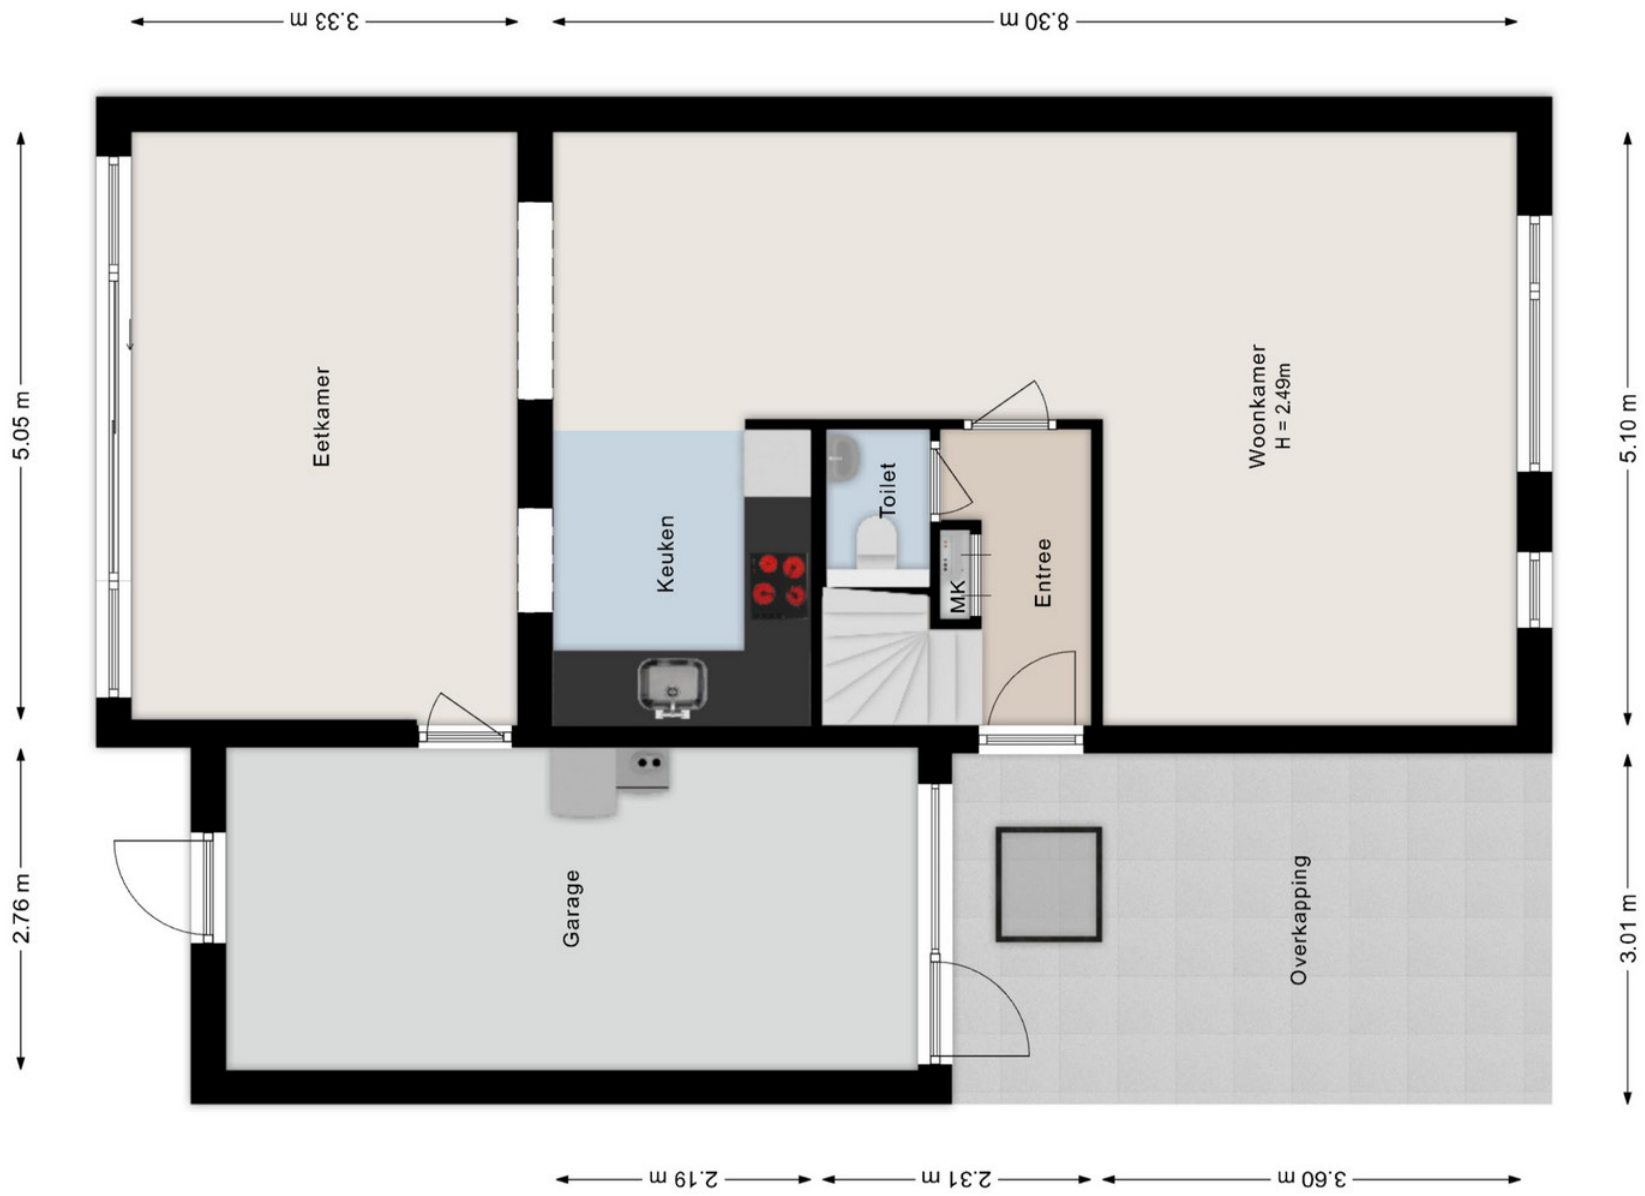 3.33 m
8.30 m
5.05 m
5.10 m
Eetkamer
Woonkamer
H = 2.49m
Keuken
Toilet
MK
Entree
2.76 m
3.01 m
Garage
Overkapping
2.19 m
2.31 m
3.60 m